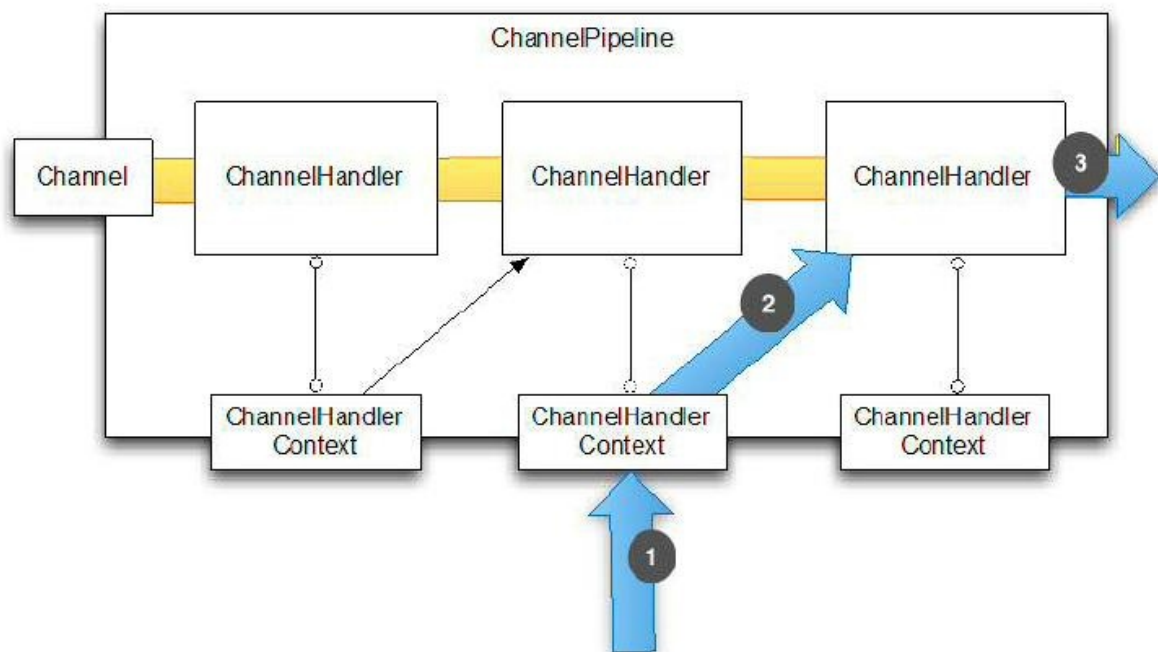 ChannelPipeline
Channel
ChannelHandler
ChannelHandler
ChannelHandler
3
2
ChannelHandler
Context
ChannelHandler
Context
ChannelHandler
Context
1